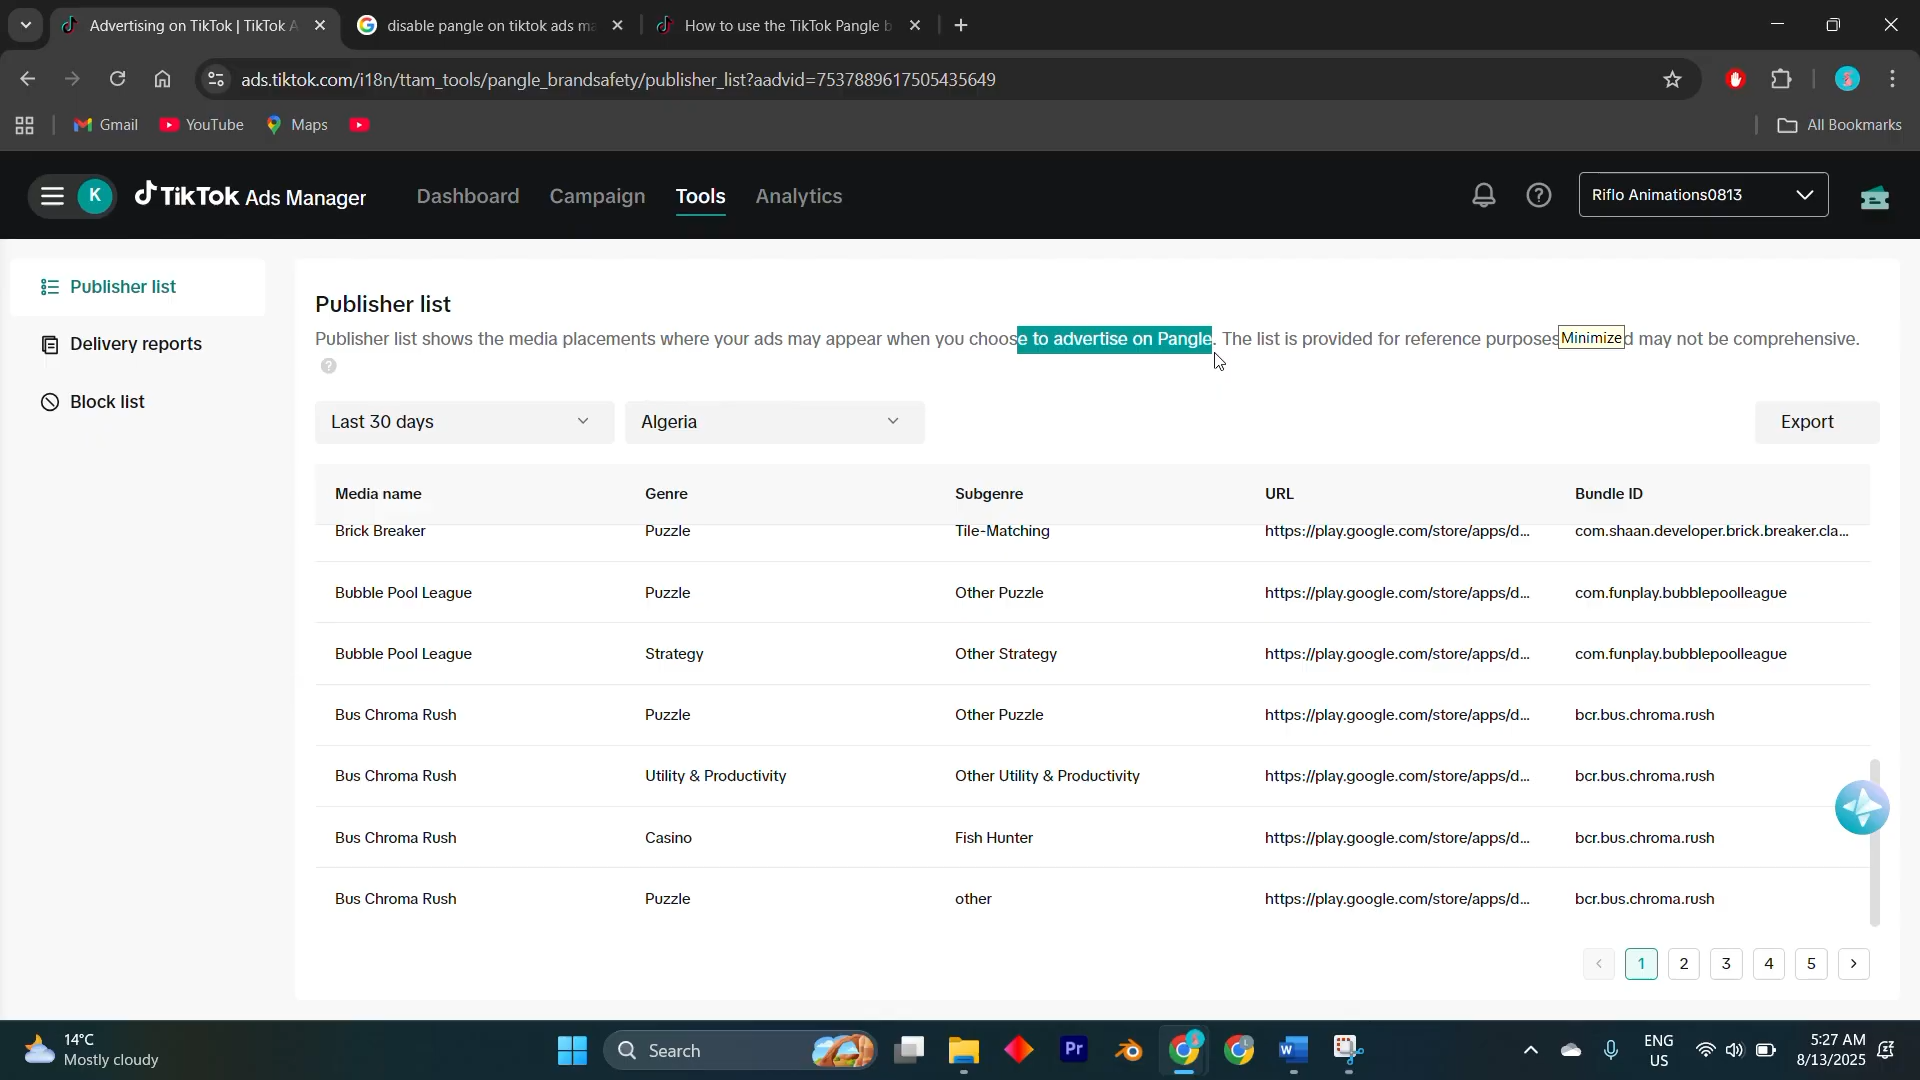 Advertising on TikTok | TikTok A
disable pangle on tiktok ads ma
How to use the TikTok Pangle b
ads.tiktok.com/i18n/ttam_tools/pangle_brandsafety/publisher_list?aadvid=7537889617505435649
Gmail
YouTube
Maps
All Bookmarks
K
TikTok Ads Manager
Dashboard
Campaign
Tools
Analytics
Riflo Animations0813
Publisher list
Delivery reports
Block list
Publisher list
Publisher list shows the media placements where your ads may appear when you choose to advertise on Pangle. The list is provided for reference purposes Minimize d may not be comprehensive.
Last 30 days
Algeria
Export
Media name Genre Subgenre URL Bundle ID
Brick Breaker Puzzle Tile-Matching https://play.google.com/store/apps/d... com.shaan.developer.brick.breaker.cla...
Bubble Pool League Puzzle Other Puzzle https://play.google.com/store/apps/d... com.funplay.bubblepoolleague
Bubble Pool League Strategy Other Strategy https://play.google.com/store/apps/d... com.funplay.bubblepoolleague
Bus Chroma Rush Puzzle Other Puzzle https://play.google.com/store/apps/d... bcr.bus.chroma.rush
Bus Chroma Rush Utility & Productivity Other Utility & Productivity https://play.google.com/store/apps/d... bcr.bus.chroma.rush
Bus Chroma Rush Casino Fish Hunter https://play.google.com/store/apps/d... bcr.bus.chroma.rush
Bus Chroma Rush Puzzle other https://play.google.com/store/apps/d... bcr.bus.chroma.rush
< 1 2 3 4 5 >
14°C
Mostly cloudy
Search
Pr
W
ENG
US
5:27 AM
8/13/2025